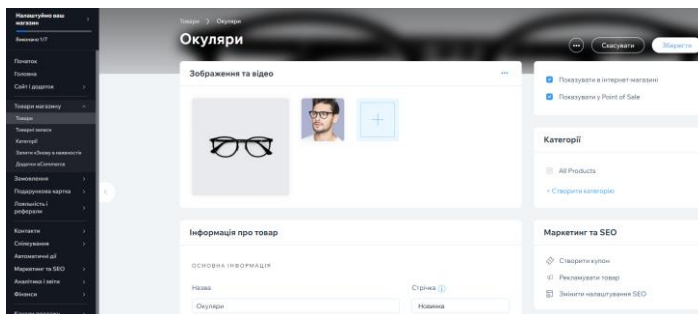 Налаштуймо ваш
магазин
Виконано 1/7
Початок
Головна
Сайт і додатки
Товари магазину
Товари
Товарні запаси
Категорії
Запити «Знову в наявності»
Додатки eCommerce
Замовлення
Подарункова картка
Лояльність і
реферали
Контакти
Спілкування
Автоматичні дії
Маркетинг та SEO
Аналітика і звіти
Фінанси
Канали продажу
Товари > Окуляри
Окуляри
Скасувати
Зберегти
Зображення та відео
Показувати в інтернет-магазині
Показувати у Point of Sale
Категорії
All Products
+ Створити категорію
Інформація про товар
ОСНОВНА ІНФОРМАЦІЯ
Назва
Стрічка
Окуляри
Новинка
Маркетинг та SEO
Створити купон
Рекламувати товар
Змінити налаштування SEO